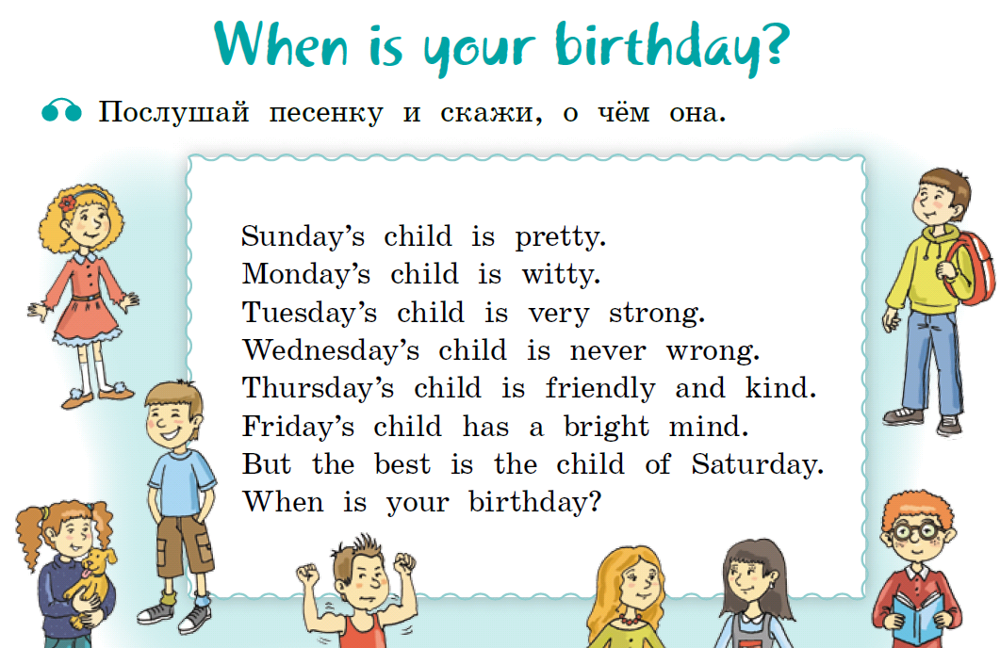 When is your birthday?
Послушай песенку и скажи, о чём она.
Sunday’s child is pretty.
Monday’s child is witty.
Tuesday’s child is very strong.
Wednesday’s child is never wrong.
Thursday’s child is friendly and kind.
Friday’s child has a bright mind.
But the best is the child of Saturday.
When is your birthday?